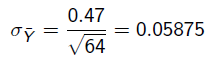 σ_Ȳ = 0.47 / √64 = 0.05875